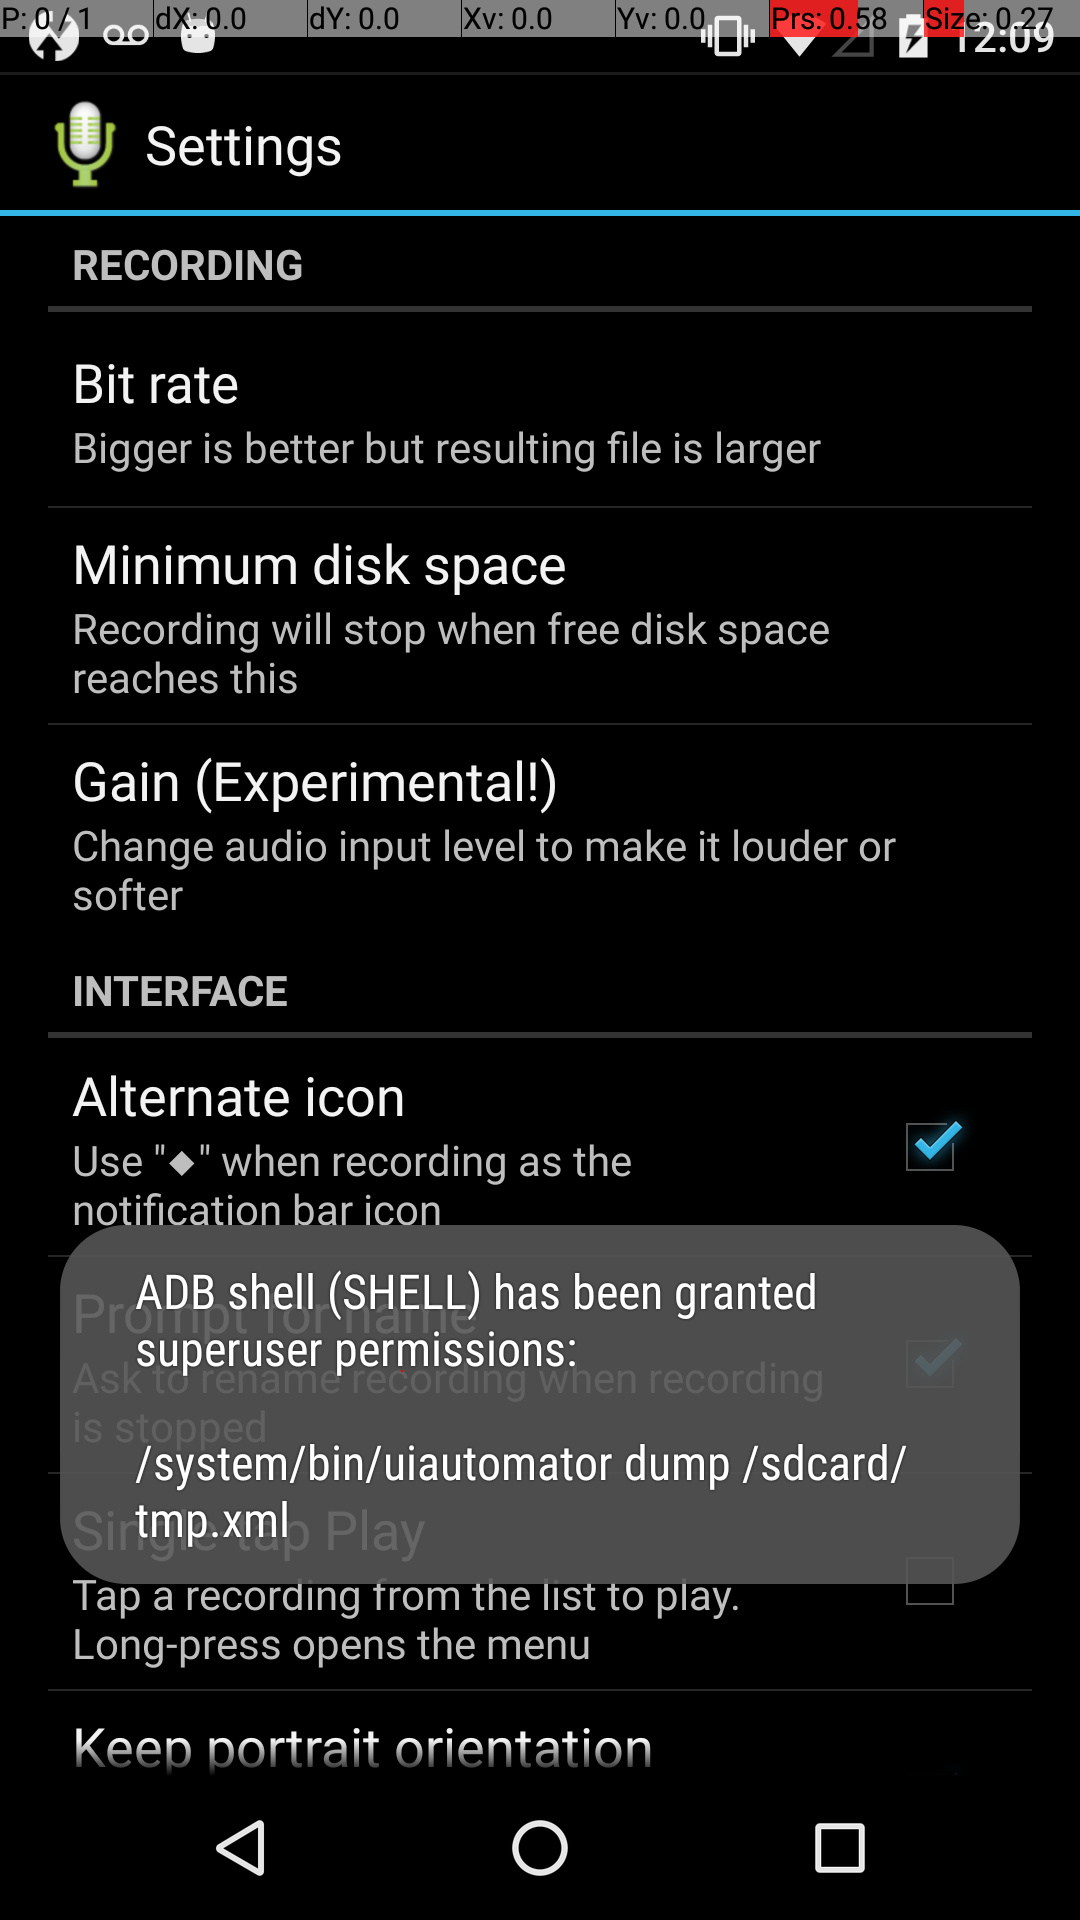 P: 0 / 1 dX: 0.0 dY: 0.0 Xv: 0.0 Yv: 0.0 Prs: 0.58 Size: 0.27
12:09
Settings
RECORDING
Bit rate
Bigger is better but resulting file is larger
Minimum disk space
Recording will stop when free disk space
reaches this
Gain (Experimental!)
Change audio input level to make it louder or
softer
INTERFACE
Alternate icon
Use "◆" when recording as the
notification bar icon
ADB shell (SHELL) has been granted
Prompt for name
superuser permissions:
Ask to rename recording when recording
is stopped
/system/bin/uiautomator dump /sdcard/
tmp.xml
Single-tap Play
Tap a recording from the list to play.
Long-press opens the menu
Keep portrait orientation